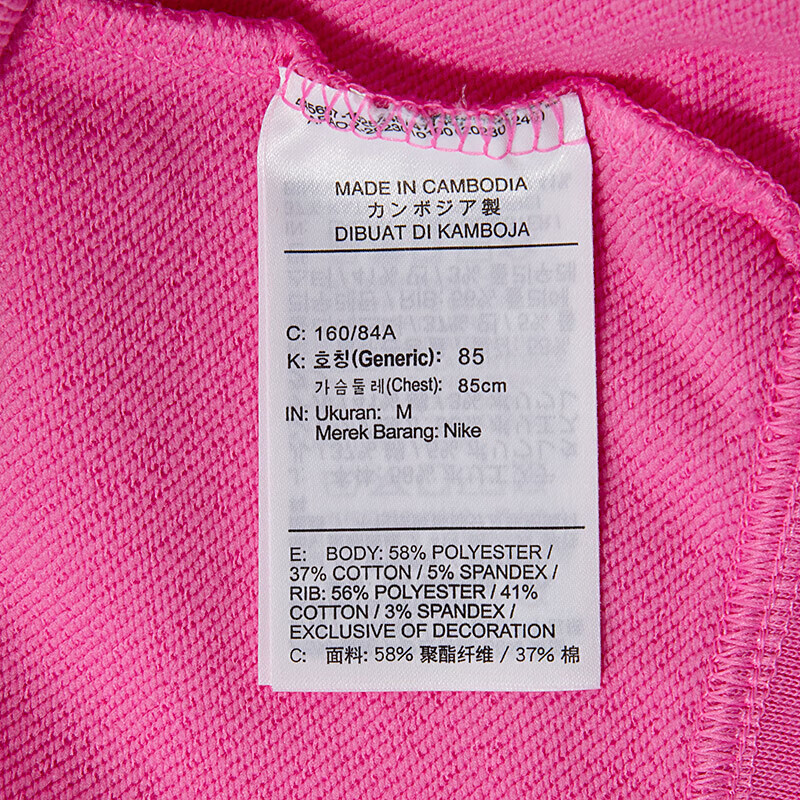 MADE IN CAMBODIA
カンボジア製
DIBUAT DI KAMBOJA
C: 160/84A
K: 호칭(Generic): 85
가슴둘레(Chest): 85cm
IN: Ukuran: M
Merek Barang: Nike
E: BODY: 58% POLYESTER /
37% COTTON / 5% SPANDEX /
RIB: 56% POLYESTER / 41%
COTTON / 3% SPANDEX /
EXCLUSIVE OF DECORATION
C: 面料: 58% 聚酯纤维 / 37% 棉